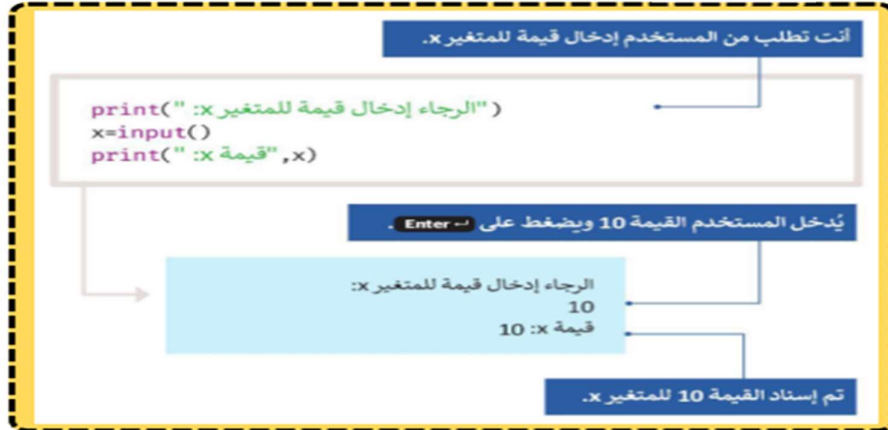 أنت تطلب من المستخدم إدخال قيمة للمتغير x.
print("الرجاء إدخال قيمة للمتغير x: ")
x=input()
print("قيمة x: ",x)
يُدخل المستخدم القيمة 10 ويضغط على Enter ↵.
الرجاء إدخال قيمة للمتغير x:
10
قيمة x: 10
تم إسناد القيمة 10 للمتغير x.